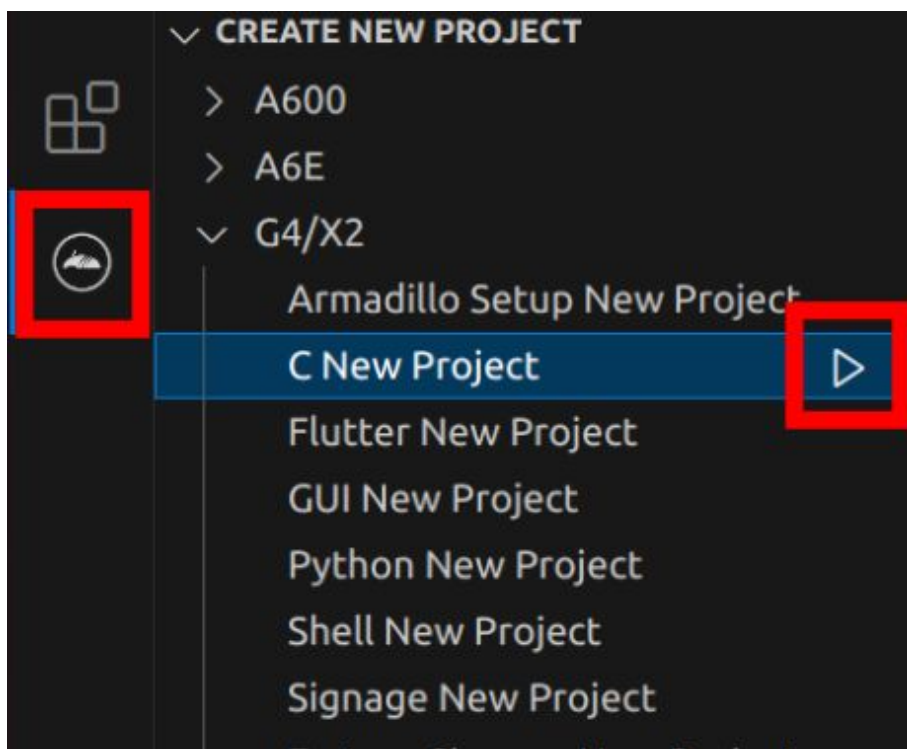 CREATE NEW PROJECT
A600
A6E
G4/X2
Armadillo Setup New Project
C New Project
Flutter New Project
GUI New Project
Python New Project
Shell New Project
Signage New Project